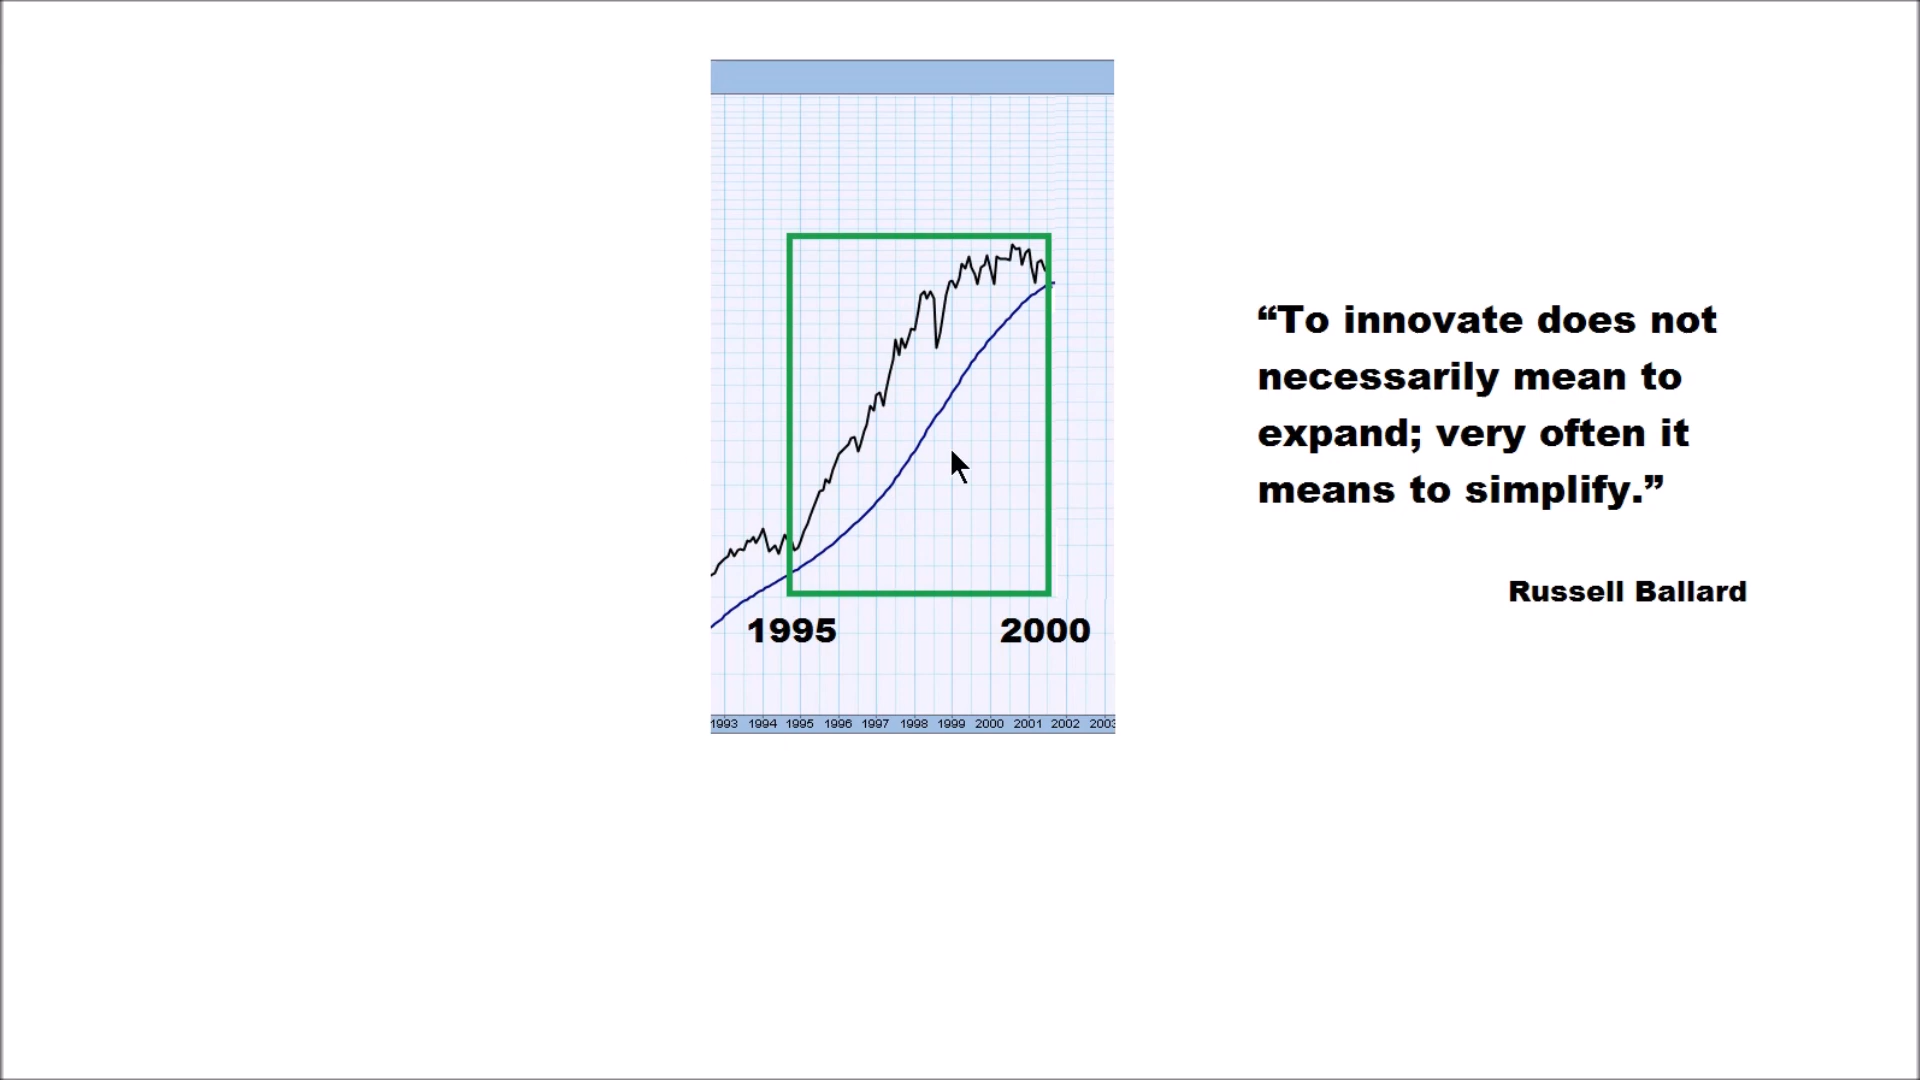 1995 2000
1993 1994 1995 1996 1997 1998 1999 2000 2001 2002 2003
“To innovate does not
necessarily mean to
expand; very often it
means to simplify.”
Russell Ballard